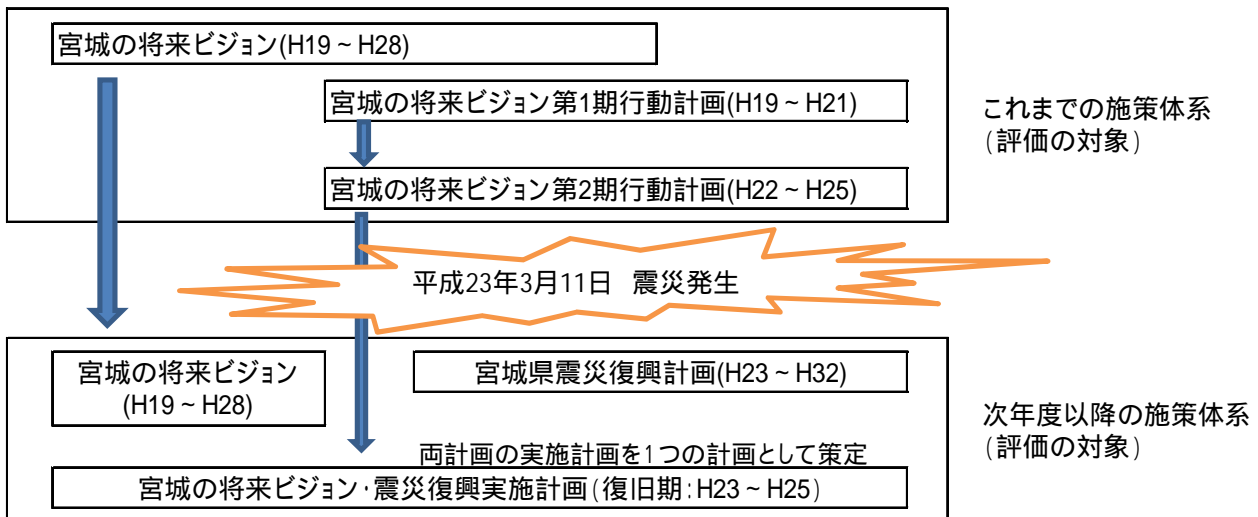 宮城の将来ビジョン(H19～H28)
宮城の将来ビジョン第1期行動計画(H19～H21)
宮城の将来ビジョン第2期行動計画(H22～H25)
これまでの施策体系
(評価の対象)
平成23年3月11日　震災発生
宮城の将来ビジョン
(H19～H28)
宮城県震災復興計画(H23～H32)
両計画の実施計画を1つの計画として策定
宮城の将来ビジョン・震災復興実施計画(復旧期:H23～H25)
次年度以降の施策体系
(評価の対象)